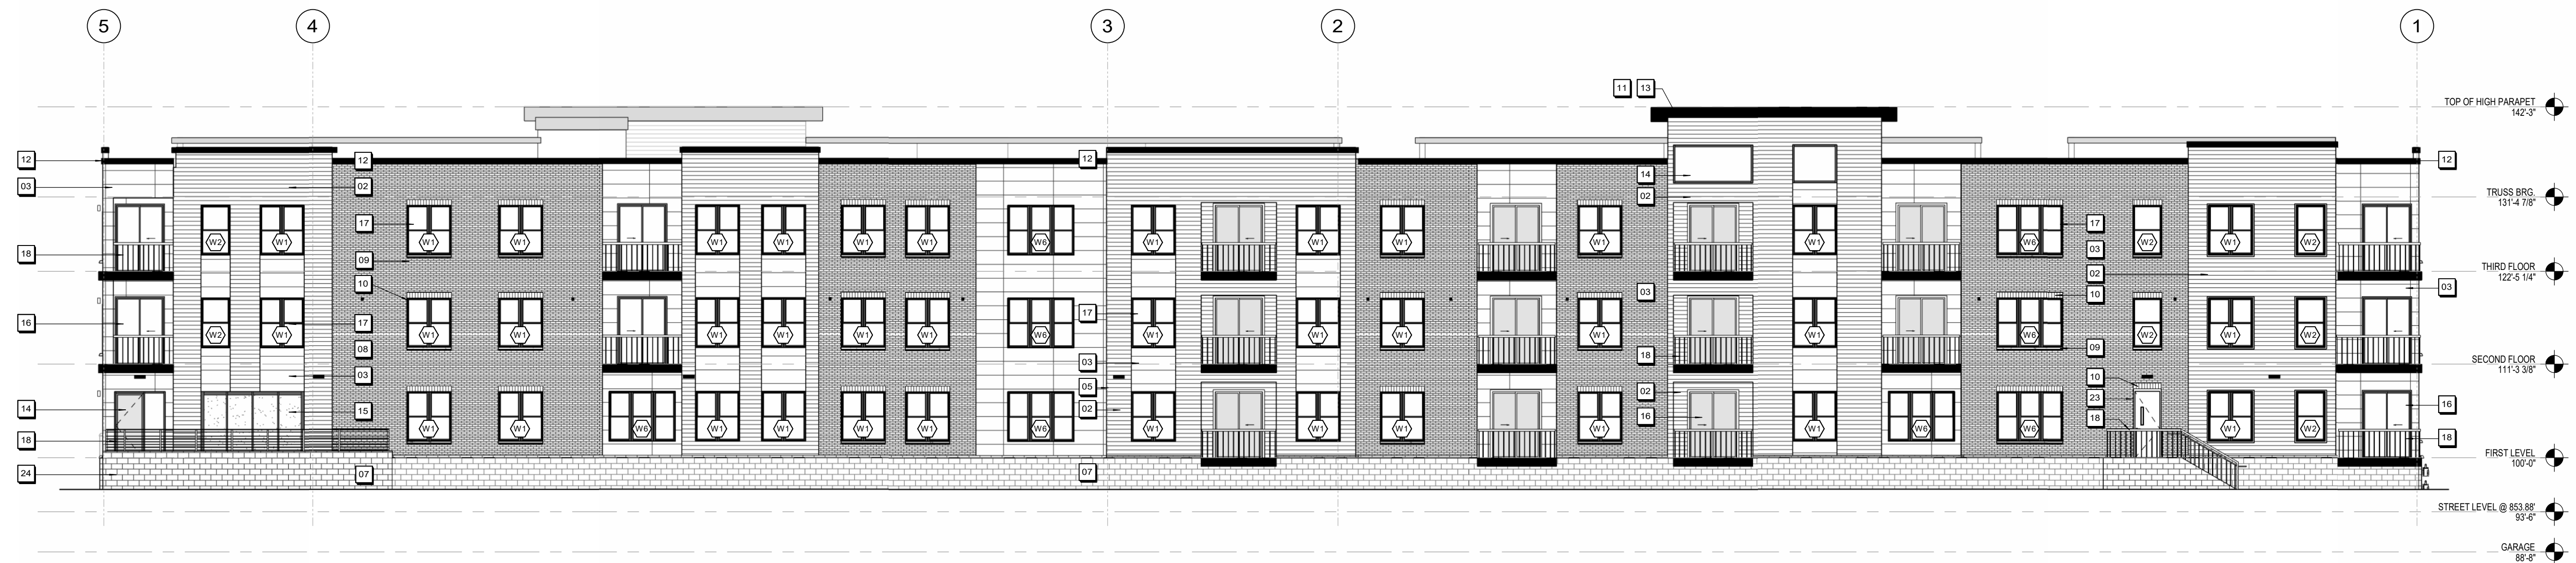 5 4 3 2 1
11 13
TOP OF HIGH PARAPET
142'-3"
12 12 12 12
03 02
14
02
TRUSS BRG.
131'-4 7/8"
17 17
W2 W1 W1 W1 W1 W1 W1 W1 W6 W1 W1 W1 W1 W1 W6 W2 W1 W2
18 09 03
THIRD FLOOR
122'-5 1/4"
10 02
03 10 03
17
16 17
W2 W1 W1 W1 W1 W1 W1 W1 W6 W1 W1 W1 W1 W1 W6 W2 W1 W2
08 18 09
SECOND FLOOR
111'-3 3/8"
03 03 10
05 02 23
14 15 02 16 18 16
W1 W1 W6 W1 W1 W1 W1 W6 W1 W1 W1 W1 W1 W6 W6 W1 W2
18 18
FIRST LEVEL
100'-0"
24 07 07
STREET LEVEL @ 853.88'
93'-6"
GARAGE
88'-8"